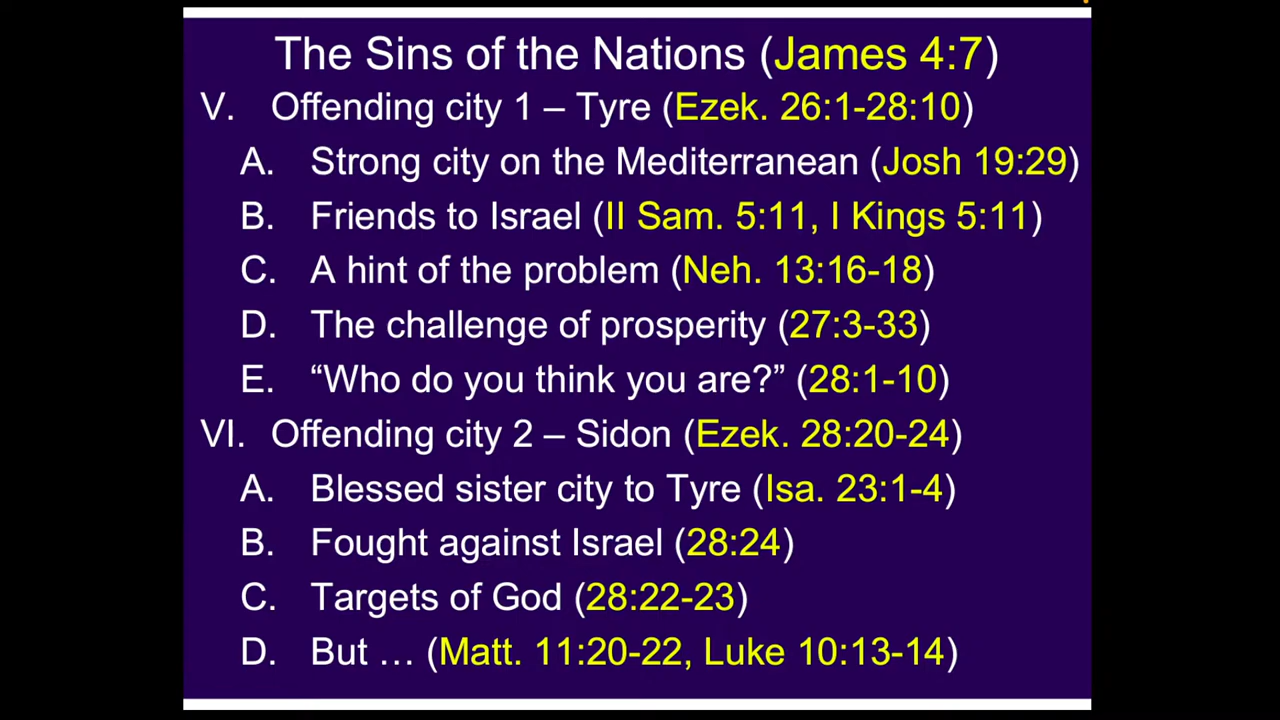 The Sins of the Nations (James 4:7)
V. Offending city 1 – Tyre (Ezek. 26:1-28:10)
A. Strong city on the Mediterranean (Josh 19:29)
B. Friends to Israel (II Sam. 5:11, I Kings 5:11)
C. A hint of the problem (Neh. 13:16-18)
D. The challenge of prosperity (27:3-33)
E. “Who do you think you are?” (28:1-10)
VI. Offending city 2 – Sidon (Ezek. 28:20-24)
A. Blessed sister city to Tyre (Isa. 23:1-4)
B. Fought against Israel (28:24)
C. Targets of God (28:22-23)
D. But … (Matt. 11:20-22, Luke 10:13-14)